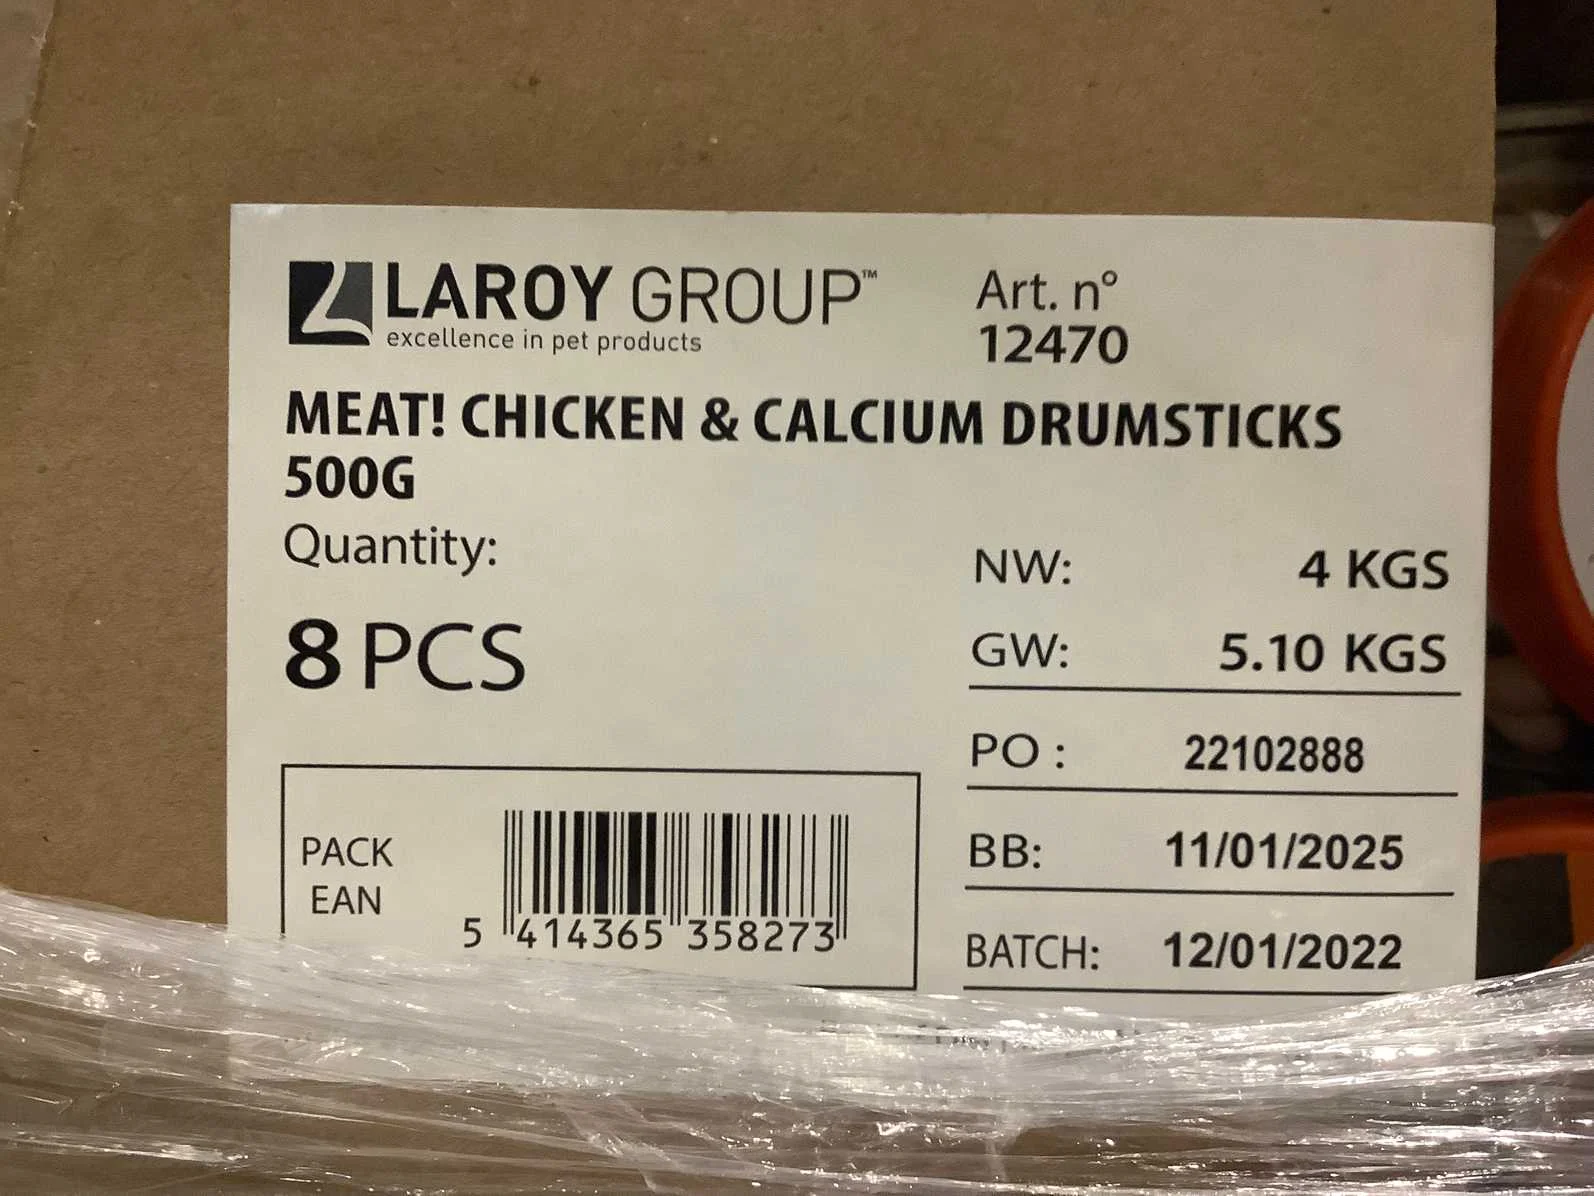 LAROY GROUP™
excellence in pet products
Art. n°
12470
MEAT! CHICKEN & CALCIUM DRUMSTICKS
500G
Quantity:
8 PCS
NW: 4 KGS
GW: 5.10 KGS
PO : 22102888
BB: 11/01/2025
BATCH: 12/01/2022
PACK
EAN
5 414365 358273